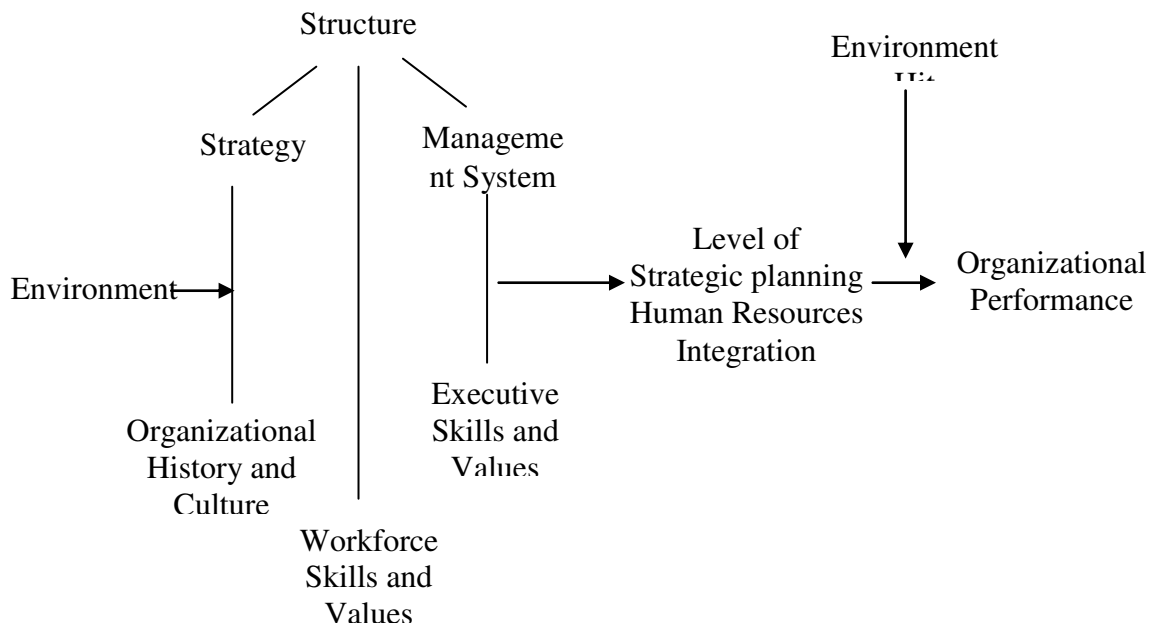 Structure
Environment
Hit
Strategy
Manageme
nt System
Environment
Level of
Strategic planning
Human Resources
Integration
Organizational
Performance
Organizational
History and
Culture
Executive
Skills and
Values
Workforce
Skills and
Values